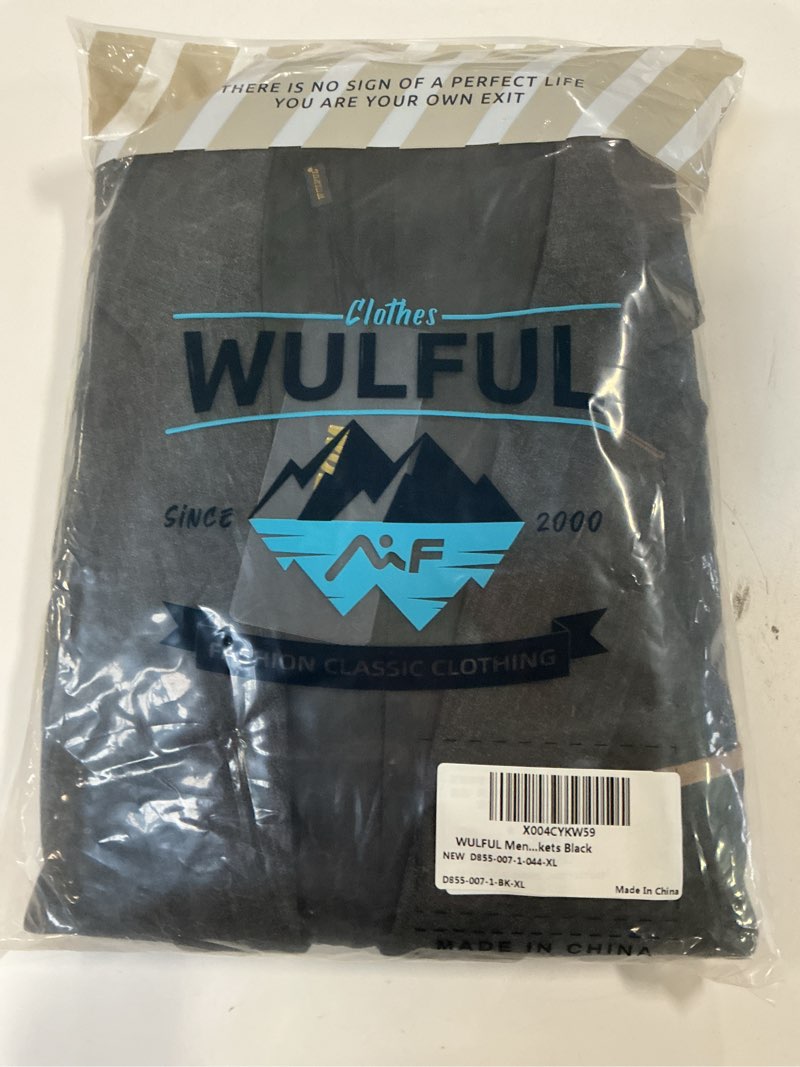 THERE IS NO SIGN OF A PERFECT LIFE
YOU ARE YOUR OWN EXIT
Clothes
WULFUL
SINCE
2000
FASHION CLASSIC CLOTHING
X004CYKW59
WULFUL Men...kets Black
NEW D855-007-1-044-XL
D855-007-1-BK-XL
Made In China
MADE IN CHINA